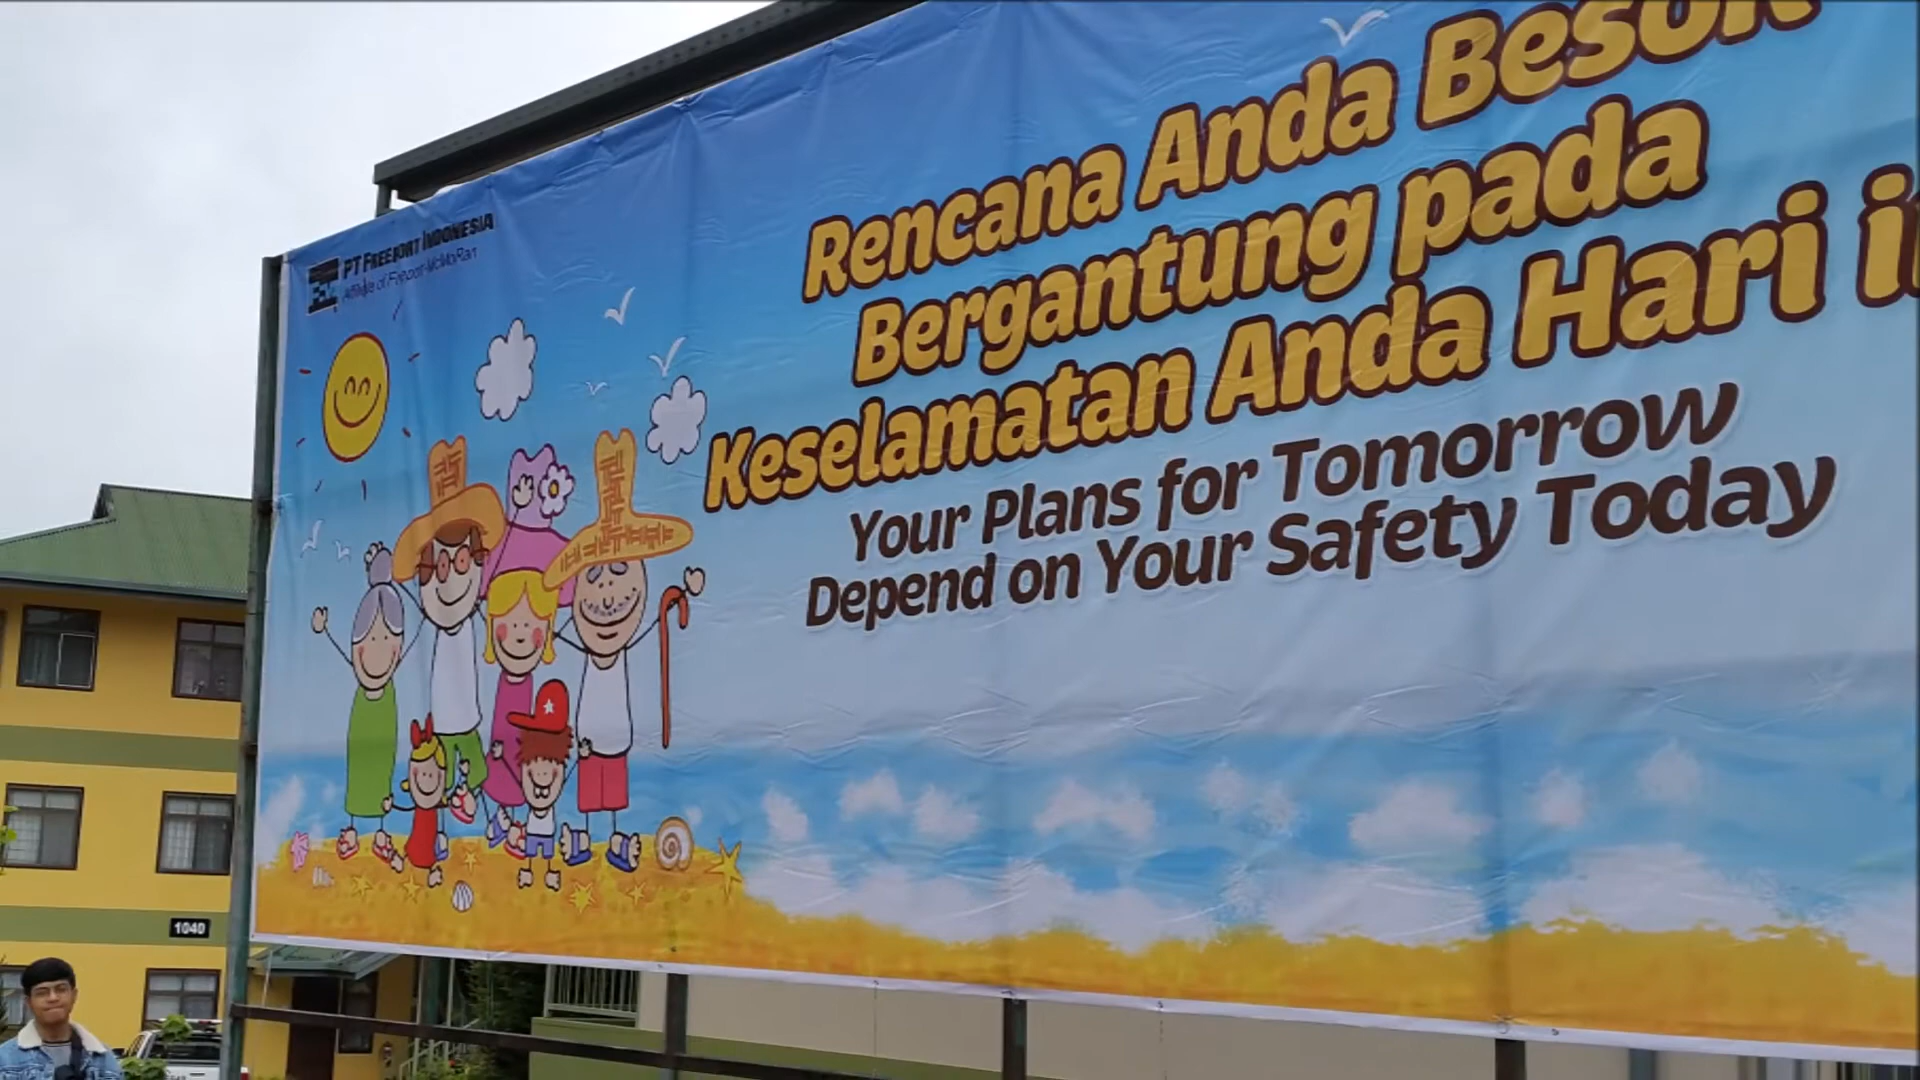 PT FREEPORT INDONESIA
Affiliate of Freeport-McMoRan
Rencana Anda Besok
Bergantung pada
Keselamatan Anda Hari i
Your Plans for Tomorrow
Depend on Your Safety Today
1040